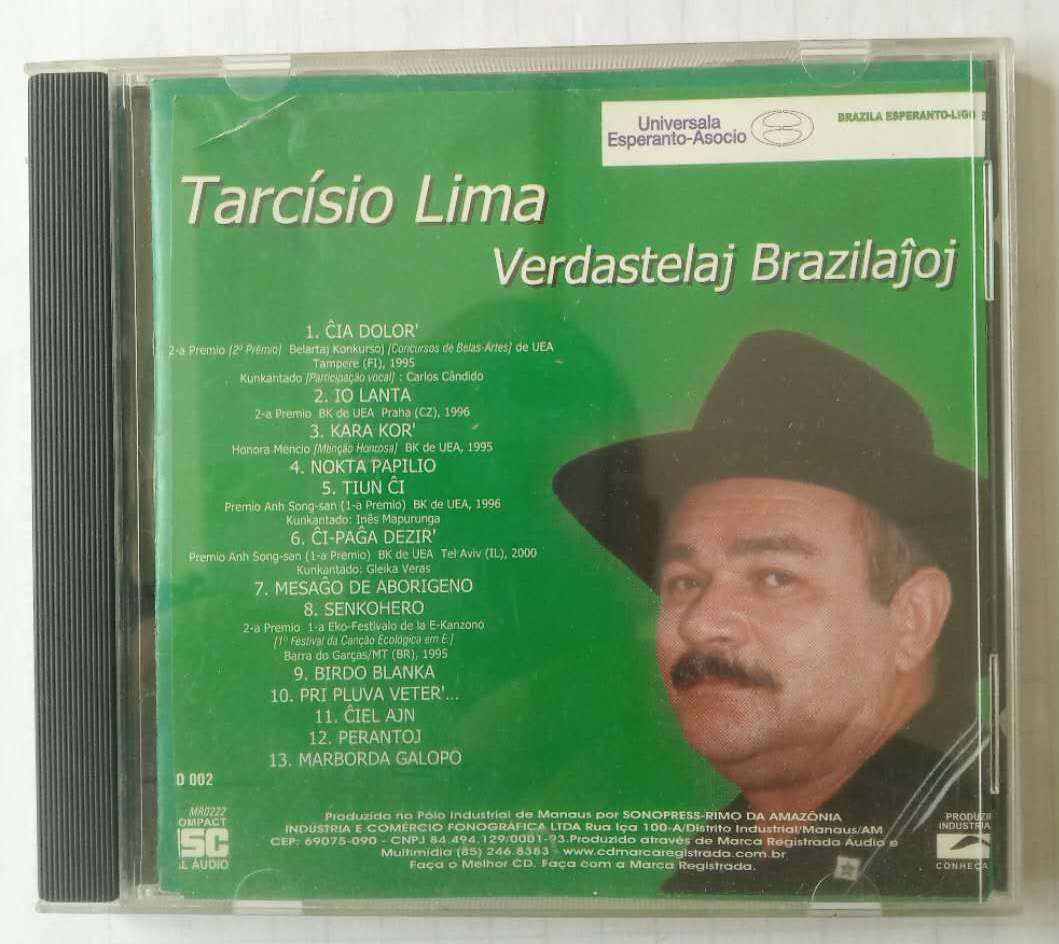 Universala
Esperanto-Asocio
BRAZILA ESPERANTO-LIGO
Tarcísio Lima
Verdastelaj Brazilaĵoj
1. ĈIA DOLOR'
2-a Premio [2º Prêmio] Belartaj Konkursoj [Concursos de Belas-Artes] de UEA
Tampere (FI), 1995
Kunkantado [Participação vocal] : Carlos Cândido
2. IO LANTA
2-a Premio BK de UEA Praha (CZ), 1996
3. KARA KOR'
Honora Mencio [Menção Honrosa] BK de UEA, 1995
4. NOKTA PAPILIO
5. TIUN ĈI
Premio Anh Song-san (1-a Premio) BK de UEA, 1996
Kunkantado: Inês Mapurunga
6. ĈI-PAĜA DEZIR'
Premio Anh Song-san (1-a Premio) BK de UEA Tel Aviv (IL), 2000
Kunkantado: Gleika Veras
7. MESAĜO DE ABORIGENO
8. SENKOHERO
2-a Premio 1-a Eko-Festivalo de la E-Kanzono
[1º Festival da Canção Ecológica em E.]
Barra do Garças/MT (BR), 1995
9. BIRDO BLANKA
10. PRI PLUVA VETER'...
11. ĈIEL AJN
12. PERANTOJ
13. MARBORDA GALOPO
D 002
MR0222
OMPACT
ISC
AL AUDIO
Produzido no Pólo Industrial de Manaus por SONOPRESS-RIMO DA AMAZÔNIA
INDÚSTRIA E COMÉRCIO FONOGRÁFICA LTDA Rua Iça 100-A/Distrito Industrial/Manaus/AM
CEP: 69075-090 - CNPJ 84.494.129/0001-93.Produzido através de Marca Registrada Áudio e
Multimídia (85) 246.8383 www.cdmarcaregistrada.com.br
Faça o Melhor CD. Faça com a Marca Registrada.
PRODUZI
INDÚSTRIA
CONHEÇA